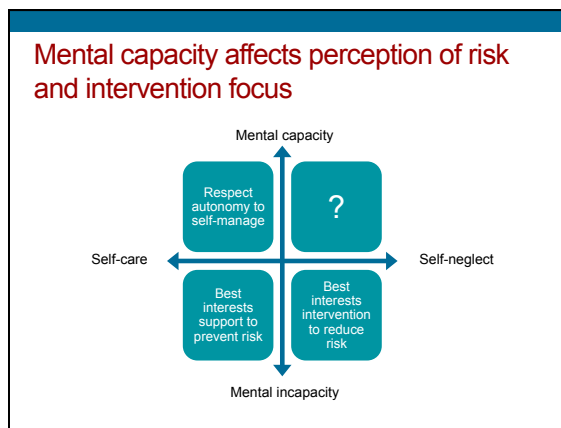 Mental capacity affects perception of risk
and intervention focus
Mental capacity
Respect
autonomy to
self-manage
?
Self-care
Self-neglect
Best
interests
support to
prevent risk
Best
interests
intervention
to reduce
risk
Mental incapacity